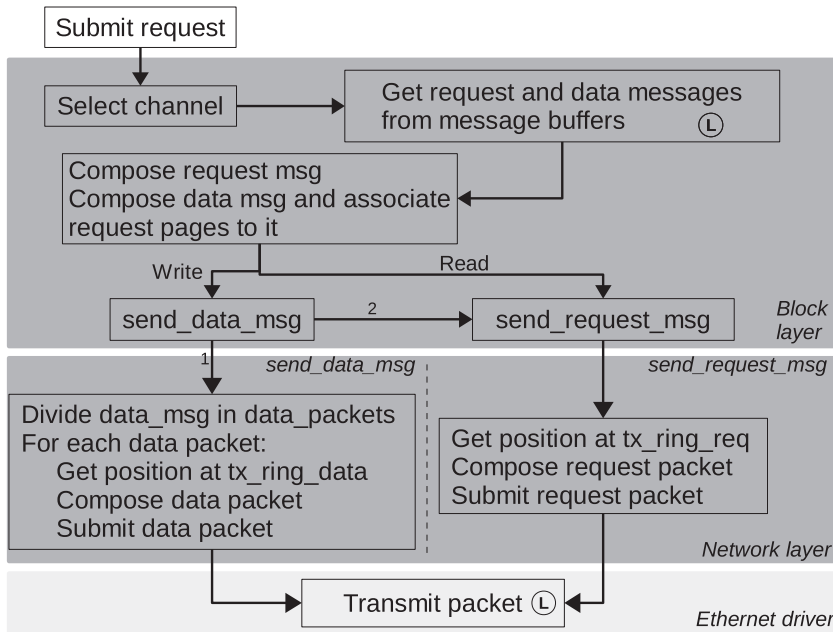 Submit request
Select channel
Get request and data messages
from message buffers
L
Compose request msg
Compose data msg and associate
request pages to it
Write
Read
send_data_msg
2
send_request_msg
Block
layer
1
send_data_msg
send_request_msg
Divide data_msg in data_packets
For each data packet:
Get position at tx_ring_data
Compose data packet
Submit data packet
Get position at tx_ring_req
Compose request packet
Submit request packet
Network layer
Transmit packet L
Ethernet driver